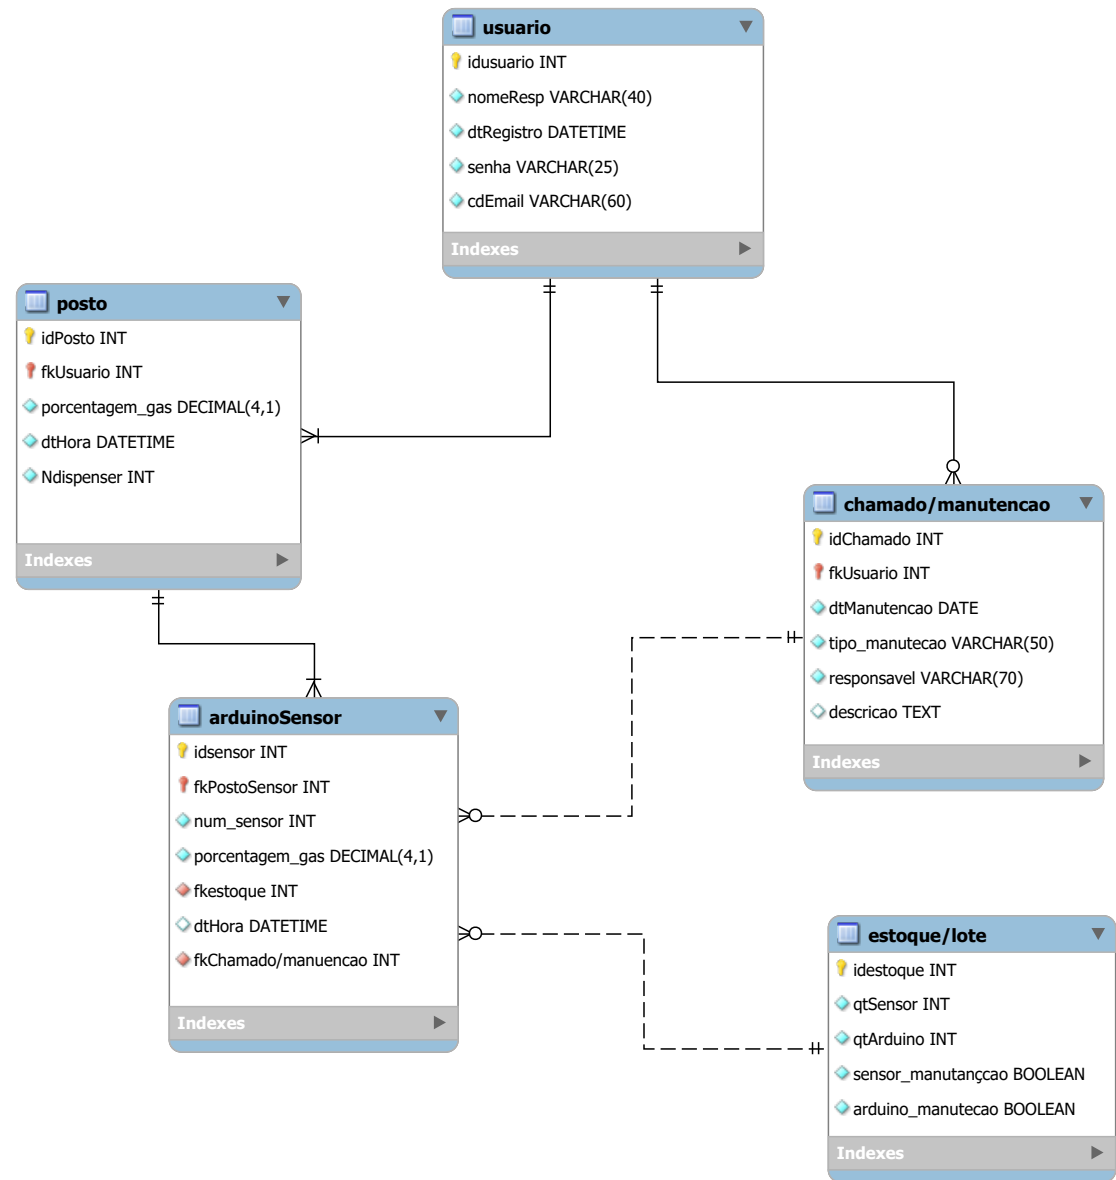 usuario
idusuario INT
nomeResp VARCHAR(40)
dtRegistro DATETIME
senha VARCHAR(25)
cdEmail VARCHAR(60)
Indexes
posto
idPosto INT
fkUsuario INT
porcentagem_gas DECIMAL(4,1)
dtHora DATETIME
Ndispenser INT
Indexes
chamado/manutencao
idChamado INT
fkUsuario INT
dtManutencao DATE
tipo_manutecao VARCHAR(50)
responsavel VARCHAR(70)
descricao TEXT
Indexes
arduinoSensor
idsensor INT
fkPostoSensor INT
num_sensor INT
porcentagem_gas DECIMAL(4,1)
fkestoque INT
dtHora DATETIME
fkChamado/manuencao INT
Indexes
estoque/lote
idestoque INT
qtSensor INT
qtArduino INT
sensor_manutançcao BOOLEAN
arduino_manutecao BOOLEAN
Indexes